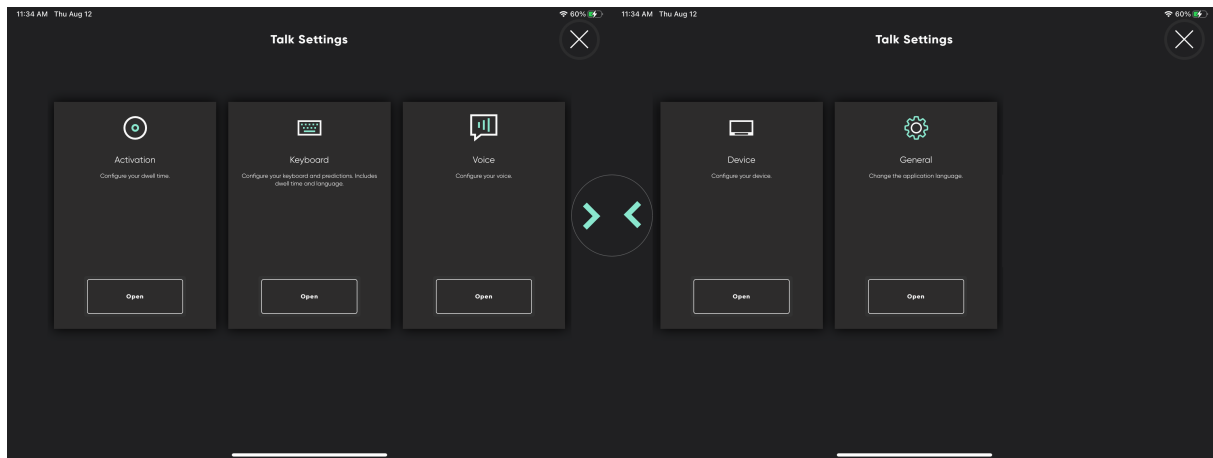 11:34 AM Thu Aug 12
60%
Talk Settings
Activation
Configure your dwell time.
Open
Keyboard
Configure your keyboard and predictions. Includes
dwell time and language.
Open
Voice
Configure your voice.
Open
11:34 AM Thu Aug 12
60%
Talk Settings
Device
Configure your device.
Open
General
Change the application language.
Open